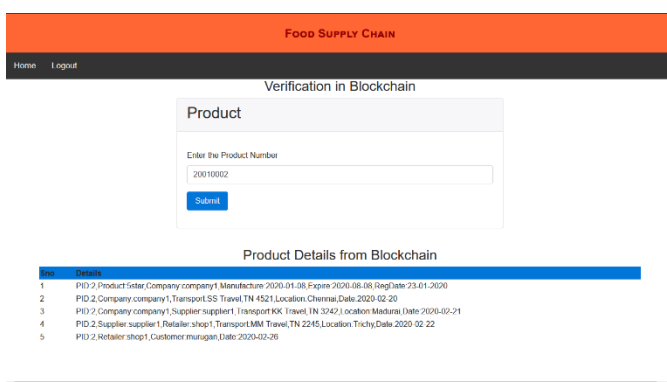 FOOD SUPPLY CHAIN
Home Logout
Verification in Blockchain
Product
Enter the Product Number
20010002
Submit
Product Details from Blockchain
Sno Details
1 PID:2,Product:5star,Company:company1,Manufacture:2020-01-08,Expire:2020-08-08,RegDate:23-01-2020
2 PID:2,Company:company1,Transport:SS Travel,TN 4521,Location:Chennai,Date:2020-02-20
3 PID:2,Company:company1,Supplier:supplier1,Transport:KK Travel,TN 3242,Location:Madurai,Date:2020-02-21
4 PID:2,Supplier:supplier1,Retailer:shop1,Transport:MM Travel,TN 2245,Location:Trichy,Date:2020-02-22
5 PID:2,Retailer:shop1,Customer:murugan,Date:2020-02-26